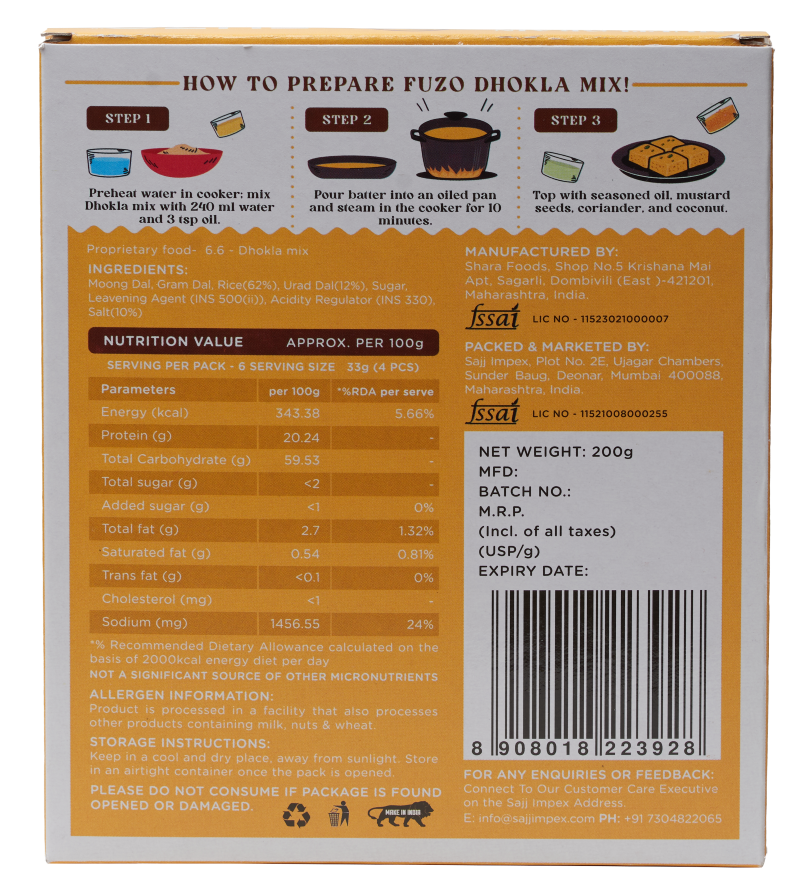 HOW TO PREPARE FUZO DHOKLA MIX!
STEP 1
Preheat water in cooker; mix
Dhokla mix with 240 ml water
and 3 tsp oil.
STEP 2
Pour batter into an oiled pan
and steam in the cooker for 10
minutes.
STEP 3
Top with seasoned oil, mustard
seeds, coriander, and coconut.
Proprietary food- 6.6 - Dhokla mix
INGREDIENTS:
Moong Dal, Gram Dal, Rice(62%), Urad Dal(12%), Sugar,
Leavening Agent (INS 500(ii)), Acidity Regulator (INS 330),
Salt(10%)
NUTRITION VALUE APPROX. PER 100g
SERVING PER PACK - 6 SERVING SIZE 33g (4 PCS)
Parameters per 100g *%RDA per serve
Energy (kcal) 343.38 5.66%
Protein (g) 20.24 -
Total Carbohydrate (g) 59.53 -
Total sugar (g) <2 -
Added sugar (g) <1 0%
Total fat (g) 2.7 1.32%
Saturated fat (g) 0.54 0.81%
Trans fat (g) <0.1 0%
Cholesterol (mg) <1 -
Sodium (mg) 1456.55 24%
*% Recommended Dietary Allowance calculated on the
basis of 2000kcal energy diet per day
NOT A SIGNIFICANT SOURCE OF OTHER MICRONUTRIENTS
ALLERGEN INFORMATION:
Product is processed in a facility that also processes
other products containing milk, nuts & wheat.
STORAGE INSTRUCTIONS:
Keep in a cool and dry place, away from sunlight. Store
in an airtight container once the pack is opened.
PLEASE DO NOT CONSUME IF PACKAGE IS FOUND
OPENED OR DAMAGED.
MAKE IN INDIA
MANUFACTURED BY:
Shara Foods, Shop No.5 Krishana Mai
Apt, Sagarli, Dombivili (East )-421201,
Maharashtra, India.
fssai LIC NO - 11523021000007
PACKED & MARKETED BY:
Sajj Impex, Plot No. 2E, Ujagar Chambers,
Sunder Baug, Deonar, Mumbai 400088,
Maharashtra, India.
fssai LIC NO - 11521008000255
NET WEIGHT: 200g
MFD:
BATCH NO.:
M.R.P.
(Incl. of all taxes)
(USP/g)
EXPIRY DATE:
8 908018 223928
FOR ANY ENQUIRIES OR FEEDBACK:
Connect To Our Customer Care Executive
on the Sajj Impex Address.
E: info@sajjimpex.com PH: +91 7304822065